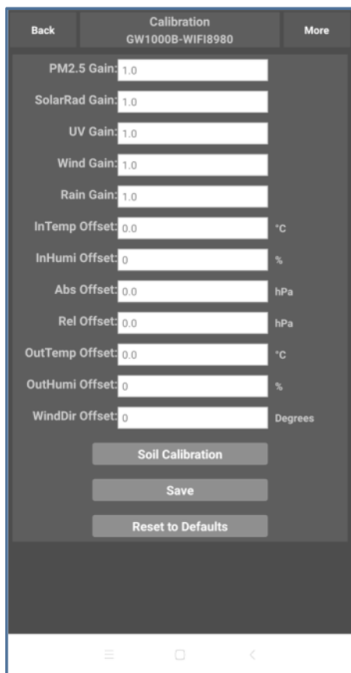 Back
Calibration
GW1000B-WIFI8980
More
PM2.5 Gain: 1.0
SolarRad Gain: 1.0
UV Gain: 1.0
Wind Gain: 1.0
Rain Gain: 1.0
InTemp Offset: 0.0 °C
InHumi Offset: 0 %
Abs Offset: 0.0 hPa
Rel Offset: 0.0 hPa
OutTemp Offset: 0.0 °C
OutHumi Offset: 0 %
WindDir Offset: 0 Degrees
Soil Calibration
Save
Reset to Defaults